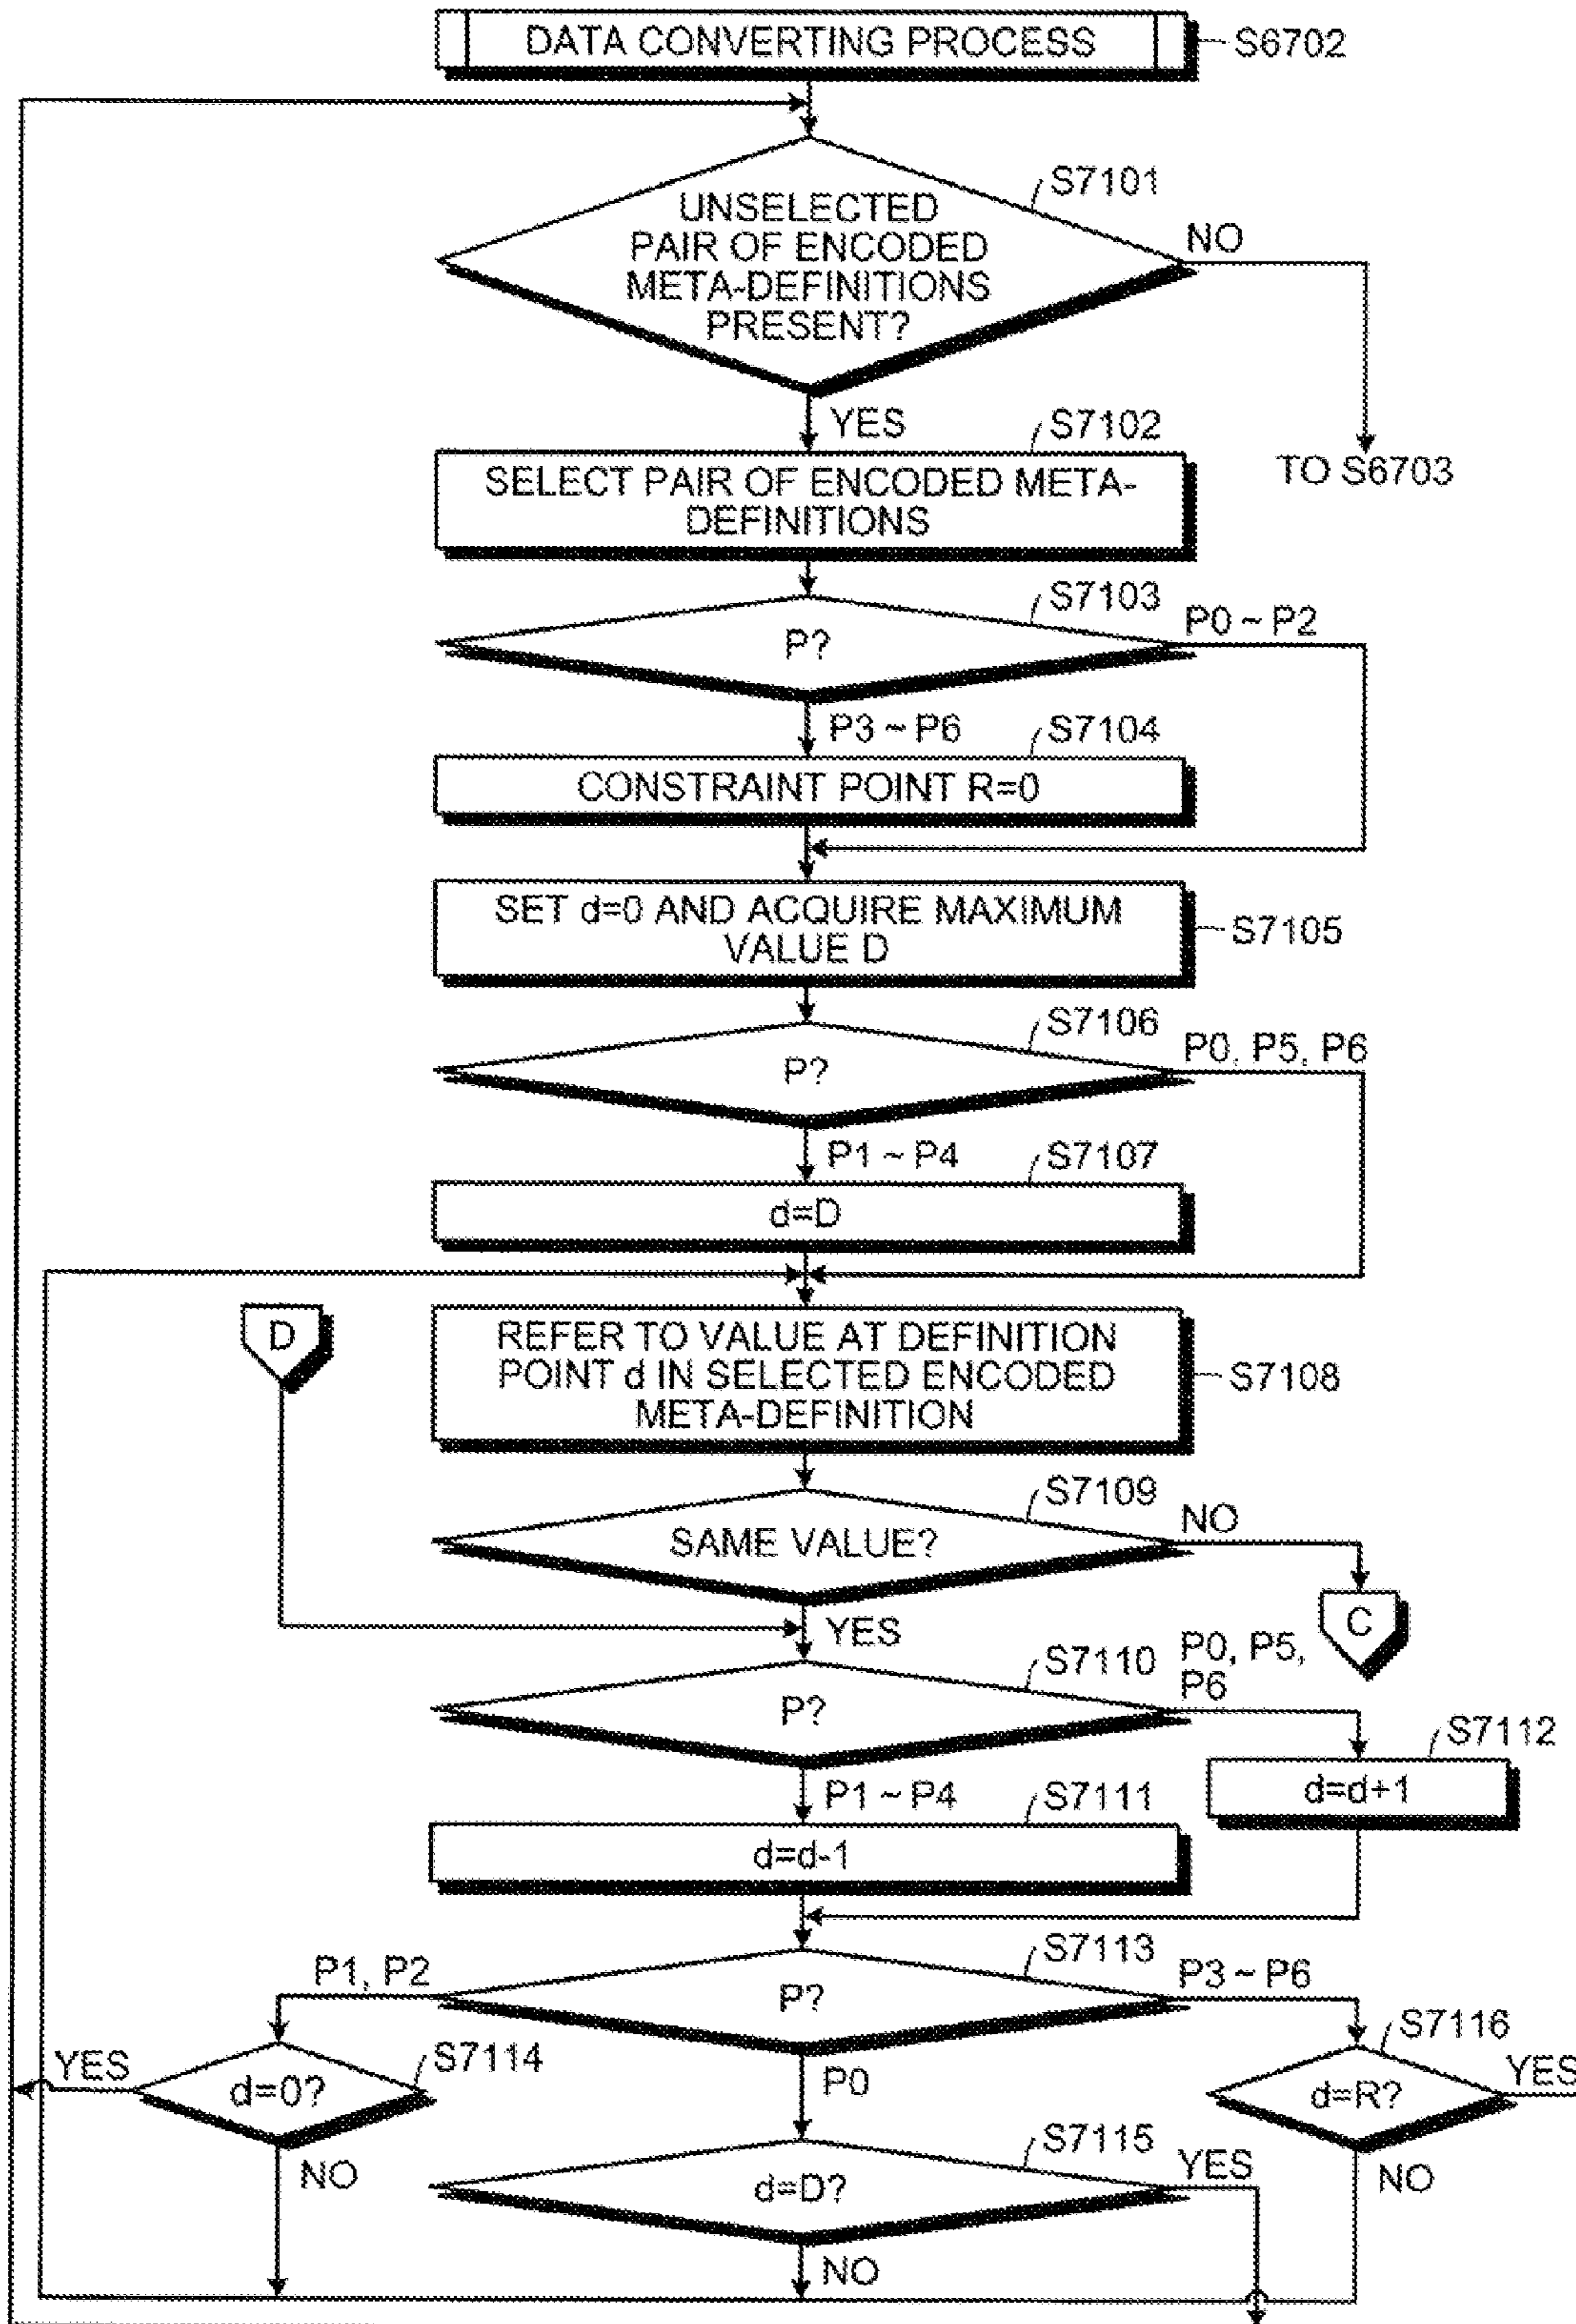 DATA CONVERTING PROCESS
S6702
S7101
UNSELECTED
PAIR OF ENCODED
META-DEFINITIONS
PRESENT?
NO
YES
TO S6703
S7102
SELECT PAIR OF ENCODED META-
DEFINITIONS
S7103
P?
P0 ~ P2
P3 ~ P6
S7104
CONSTRAINT POINT R=0
SET d=0 AND ACQUIRE MAXIMUM
VALUE D
S7105
S7106
P?
P0, P5, P6
P1 ~ P4
S7107
d=D
D
REFER TO VALUE AT DEFINITION
POINT d IN SELECTED ENCODED
META-DEFINITION
S7108
S7109
SAME VALUE?
NO
C
YES
S7110
P?
P0, P5,
P6
S7112
d=d+1
P1 ~ P4
S7111
d=d-1
S7113
P?
P1, P2
P3 ~ P6
P0
S7114
YES
d=0?
NO
S7116
d=R?
YES
NO
S7115
d=D?
YES
NO